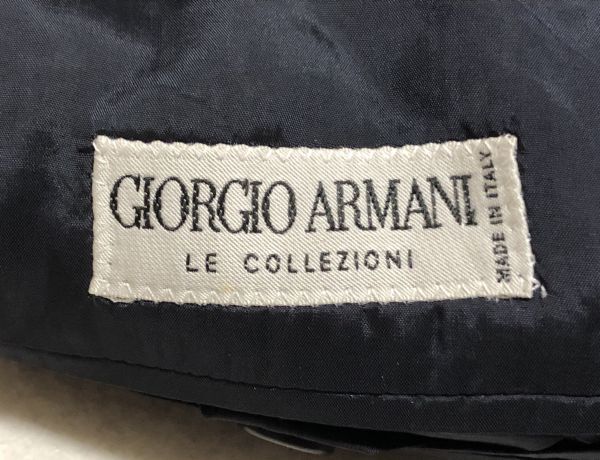 GIORGIO ARMANI
LE COLLEZIONI
MADE IN ITALY